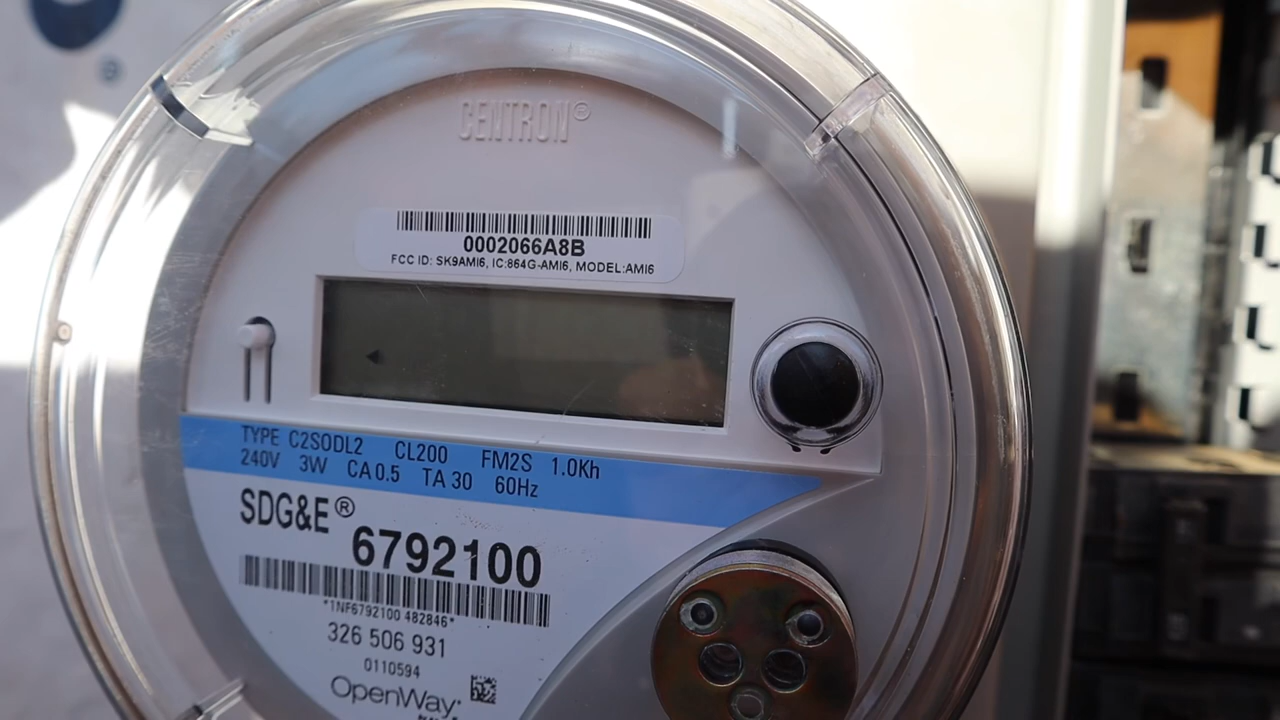 CENTRON®
0002066A8B
FCC ID: SK9AMI6, IC:864G-AMI6, MODEL:AMI6
TYPE C2SODL2 CL200 FM2S 1.0Kh
240V 3W CA 0.5 TA 30 60Hz
SDG&E®
6792100
*1NF6792100 482846*
326 506 931
0110594
OpenWay